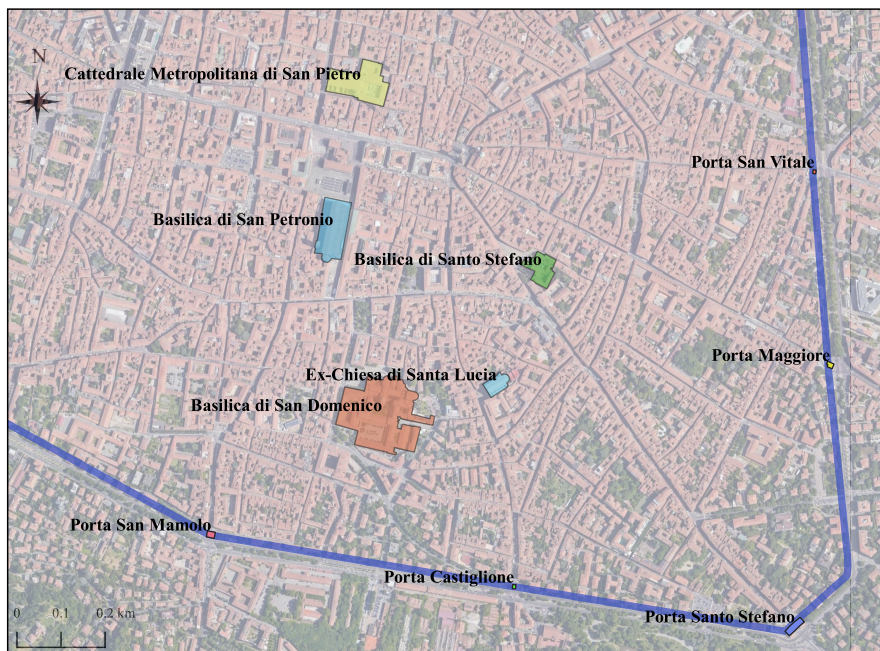 N
Cattedrale Metropolitana di San Pietro
Porta San Vitale
Basilica di San Petronio
Basilica di Santo Stefano
Porta Maggiore
Ex-Chiesa di Santa Lucia
Basilica di San Domenico
Porta San Mamolo
Porta Castiglione
Porta Santo Stefano
0 0.1 0.2 km